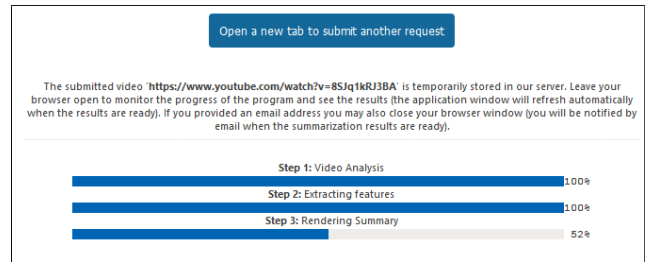 Open a new tab to submit another request
The submitted video 'https://www.youtube.com/watch?v=8SJq1kRJ3BA' is temporarily stored in our server. Leave your
browser open to monitor the progress of the program and see the results (the application window will refresh automatically
when the results are ready). If you provided an email address you may also close your browser window (you will be notified by
email when the summarization results are ready).
Step 1: Video Analysis
100%
Step 2: Extracting features
100%
Step 3: Rendering Summary
52%